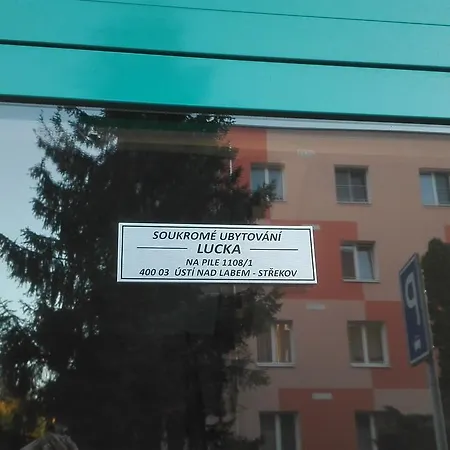 SOUKROMÉ UBYTOVÁNÍ
LUCKA
NA PILE 1108/1
400 03 ÚSTÍ NAD LABEM - STŘEKOV